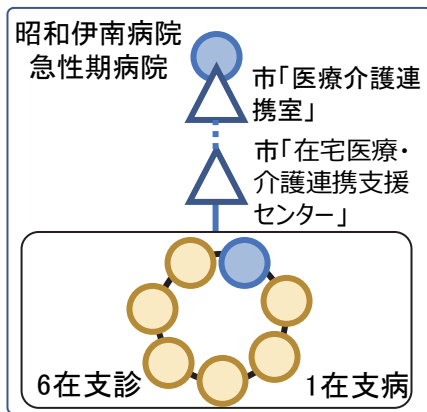 昭和伊南病院
急性期病院
市「医療介護連
携室」
市「在宅医療・
介護連携支援
センター」
6在支診
1在支病